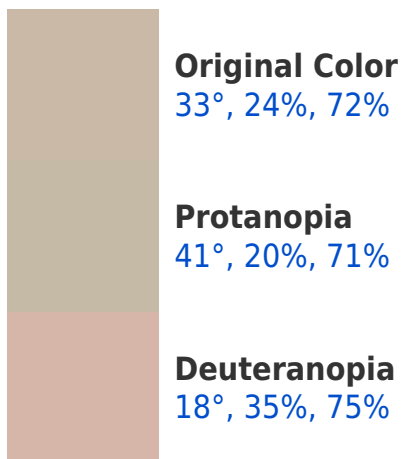 Original Color
33°, 24%, 72%
Protanopia
41°, 20%, 71%
Deuteranopia
18°, 35%, 75%